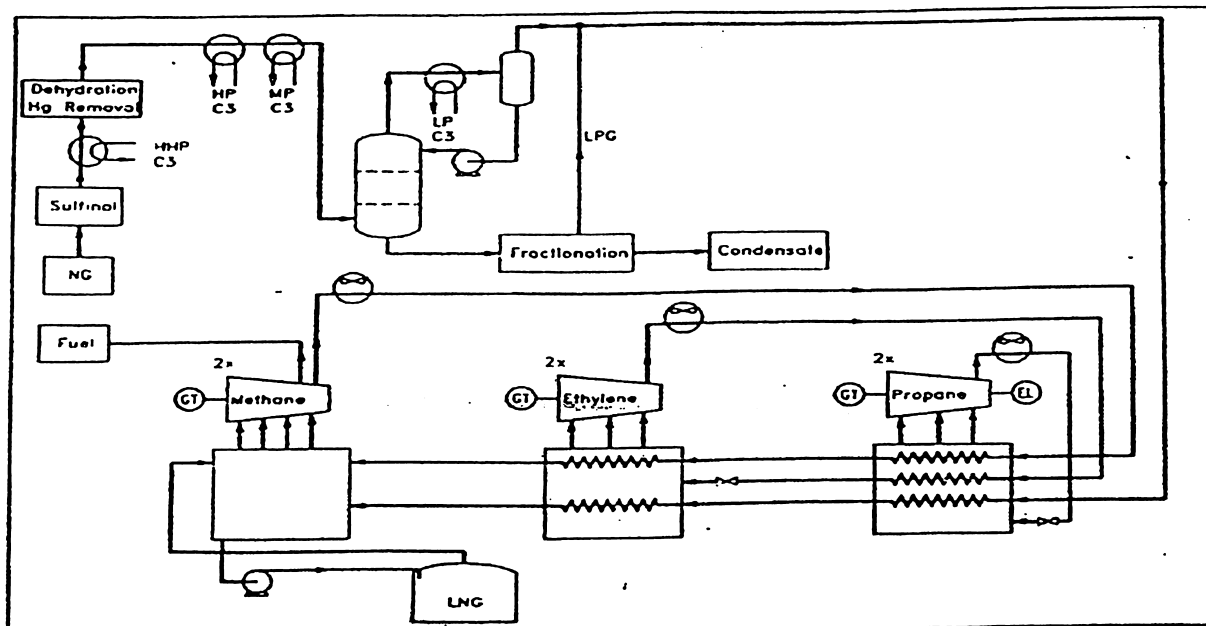 Dehydration
Hg Removal
HP
C3
MP
C3
LP
C3
HHP
C3
LPG
Sulfinol
NG
Fractionation
Condensate
Fuel
2x
GT
Methane
2x
GT
Ethylene
2x
GT
Propane
EL
LNG